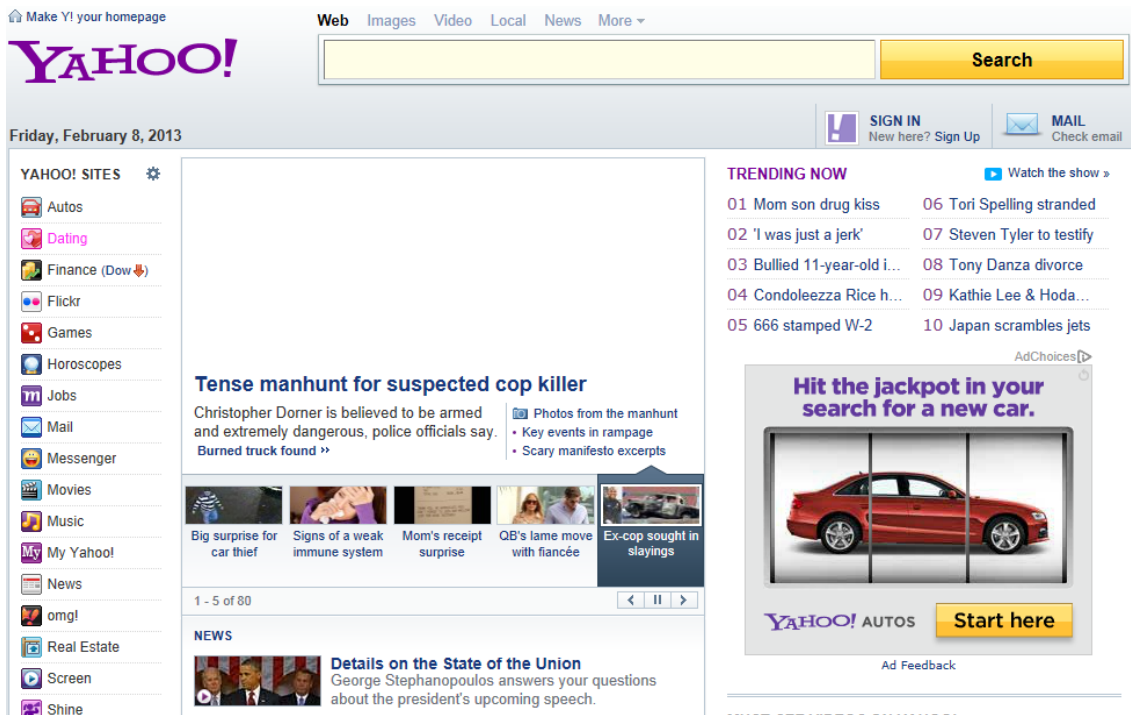 Make Y! your homepage
Web Images Video Local News More
YAHOO!
Search
Friday, February 8, 2013
SIGN IN
New here? Sign Up
MAIL
Check email
YAHOO! SITES
Autos
Dating
Finance (Dow )
Flickr
Games
Horoscopes
Jobs
Mail
Messenger
Movies
Music
My Yahoo!
News
omg!
Real Estate
Screen
Shine
Tense manhunt for suspected cop killer
Christopher Dorner is believed to be armed
and extremely dangerous, police officials say.
Burned truck found »
Photos from the manhunt
• Key events in rampage
• Scary manifesto excerpts
Big surprise for
car thief
Signs of a weak
immune system
Mom's receipt
surprise
QB's lame move
with fiancée
Ex-cop sought in
slayings
1 - 5 of 80
NEWS
Details on the State of the Union
George Stephanopoulos answers your questions
about the president's upcoming speech.
TRENDING NOW
Watch the show »
01 Mom son drug kiss
02 'I was just a jerk'
03 Bullied 11-year-old i...
04 Condoleezza Rice h...
05 666 stamped W-2
06 Tori Spelling stranded
07 Steven Tyler to testify
08 Tony Danza divorce
09 Kathie Lee & Hoda...
10 Japan scrambles jets
AdChoices
Hit the jackpot in your
search for a new car.
YAHOO! AUTOS
Start here
Ad Feedback